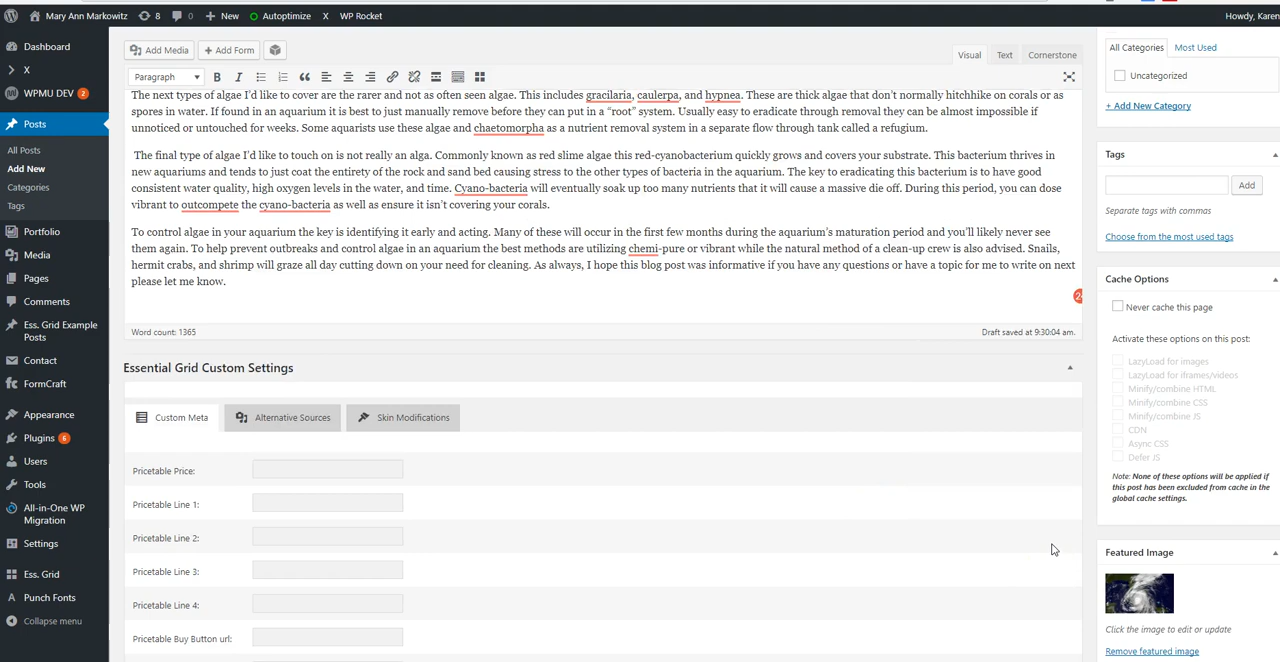 Mary Ann Markowitz 8 0 New Autoptimize X WP Rocket Howdy, Karen
Dashboard
X
WPMU DEV 2
Posts
All Posts
Add New
Categories
Tags
Portfolio
Media
Pages
Comments
Ess. Grid Example
Posts
Contact
FormCraft
Appearance
Plugins 6
Users
Tools
All-in-One WP
Migration
Settings
Ess. Grid
Punch Fonts
Collapse menu
Add Media Add Form
Visual Text Cornerstone
Paragraph B I
The next types of algae I'd like to cover are the rarer and not as often seen algae. This includes gracilaria, caulerpa, and hypnea. These are thick algae that don't normally hitchhike on corals or as
spores in water. If found in an aquarium it is best to just manually remove before they can put in a “root” system. Usually easy to eradicate through removal they can be almost impossible if
unnoticed or untouched for weeks. Some aquarists use these algae and chaetomorpha as a nutrient removal system in a separate flow through tank called a refugium.
The final type of algae I'd like to touch on is not really an alga. Commonly known as red slime algae this red-cyanobacterium quickly grows and covers your substrate. This bacterium thrives in
new aquariums and tends to just coat the entirety of the rock and sand bed causing stress to the other types of bacteria in the aquarium. The key to eradicating this bacterium is to have good
consistent water quality, high oxygen levels in the water, and time. Cyano-bacteria will eventually soak up too many nutrients that it will cause a massive die off. During this period, you can dose
vibrant to outcompete the cyano-bacteria as well as ensure it isn't covering your corals.
To control algae in your aquarium the key is identifying it early and acting. Many of these will occur in the first few months during the aquarium's maturation period and you'll likely never see
them again. To help prevent outbreaks and control algae in an aquarium the best methods are utilizing chemi-pure or vibrant while the natural method of a clean-up crew is also advised. Snails,
hermit crabs, and shrimp will graze all day cutting down on your need for cleaning. As always, I hope this blog post was informative if you have any questions or have a topic for me to write on next
please let me know.
Word count: 1365 Draft saved at 9:30:04 am.
Essential Grid Custom Settings
Custom Meta Alternative Sources Skin Modifications
Pricetable Price:
Pricetable Line 1:
Pricetable Line 2:
Pricetable Line 3:
Pricetable Line 4:
Pricetable Buy Button url:
All Categories Most Used
Uncategorized
+ Add New Category
Tags
Add
Separate tags with commas
Choose from the most used tags
Cache Options
Never cache this page
Activate these options on this post:
LazyLoad for images
LazyLoad for iframes/videos
Minify/combine HTML
Minify/combine CSS
Minify/combine JS
CDN
Async CSS
Defer JS
Note: None of these options will be applied if
this post has been excluded from cache in the
global cache settings.
Featured Image
Click the image to edit or update
Remove featured image